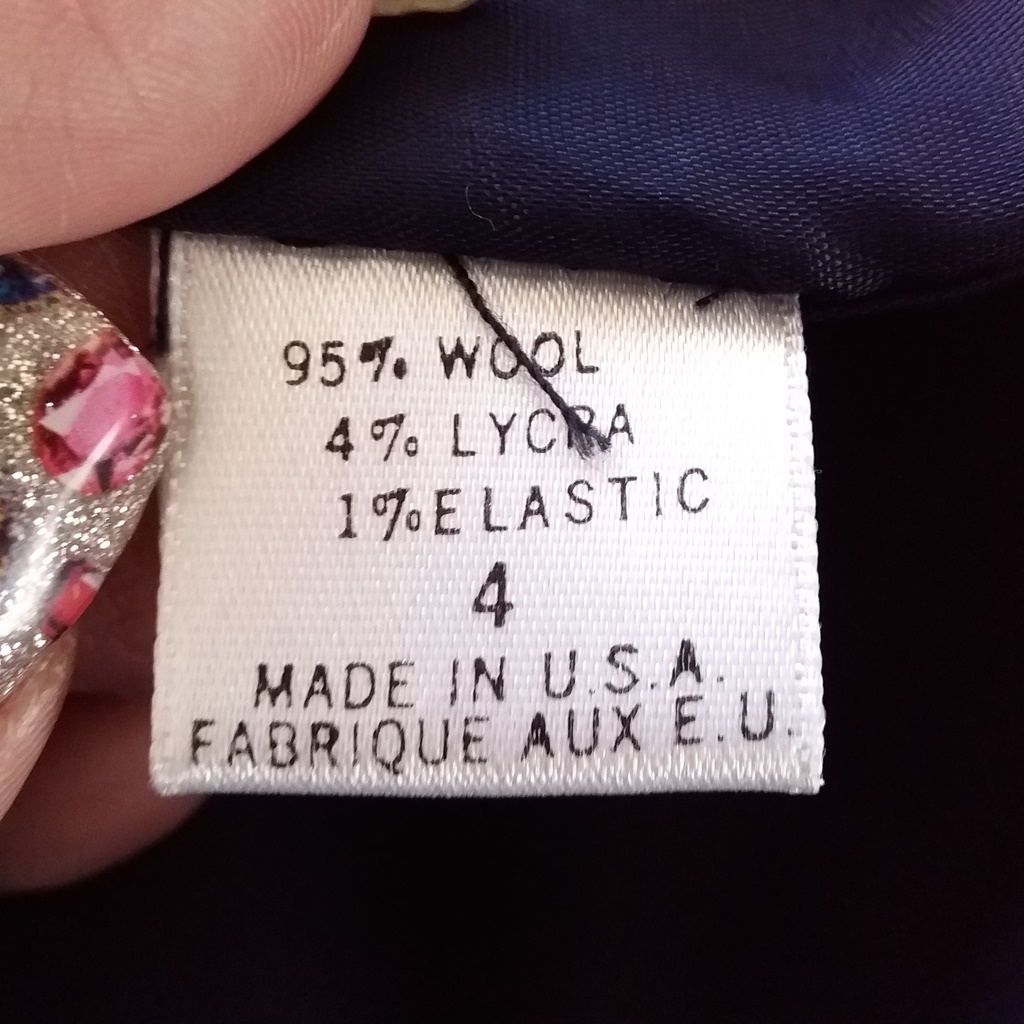 95% WOOL
4% LYCRA
1% ELASTIC
4
MADE IN U.S.A.
FABRIQUE AUX E.U.